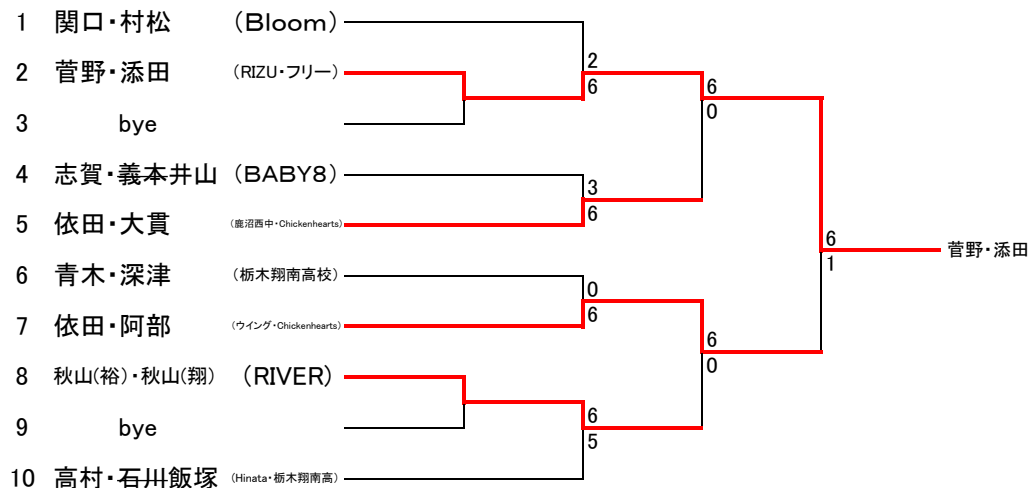 1 関口・村松 （Bloom）
2 菅野・添田 （RIZU・フリー）
3 bye
4 志賀・義本井山 （BABY8）
5 依田・大貫 （鹿沼西中・Chickenhearts）
6 青木・深津 （栃木翔南高校）
7 依田・阿部 （ウイング・Chickenhearts）
8 秋山(裕)・秋山(翔) （RIVER）
9 bye
10 高村・石川飯塚 （Hinata・栃木翔南高）
2
6
3
6
0
6
6
5
6
0
6
0
6
1
菅野・添田